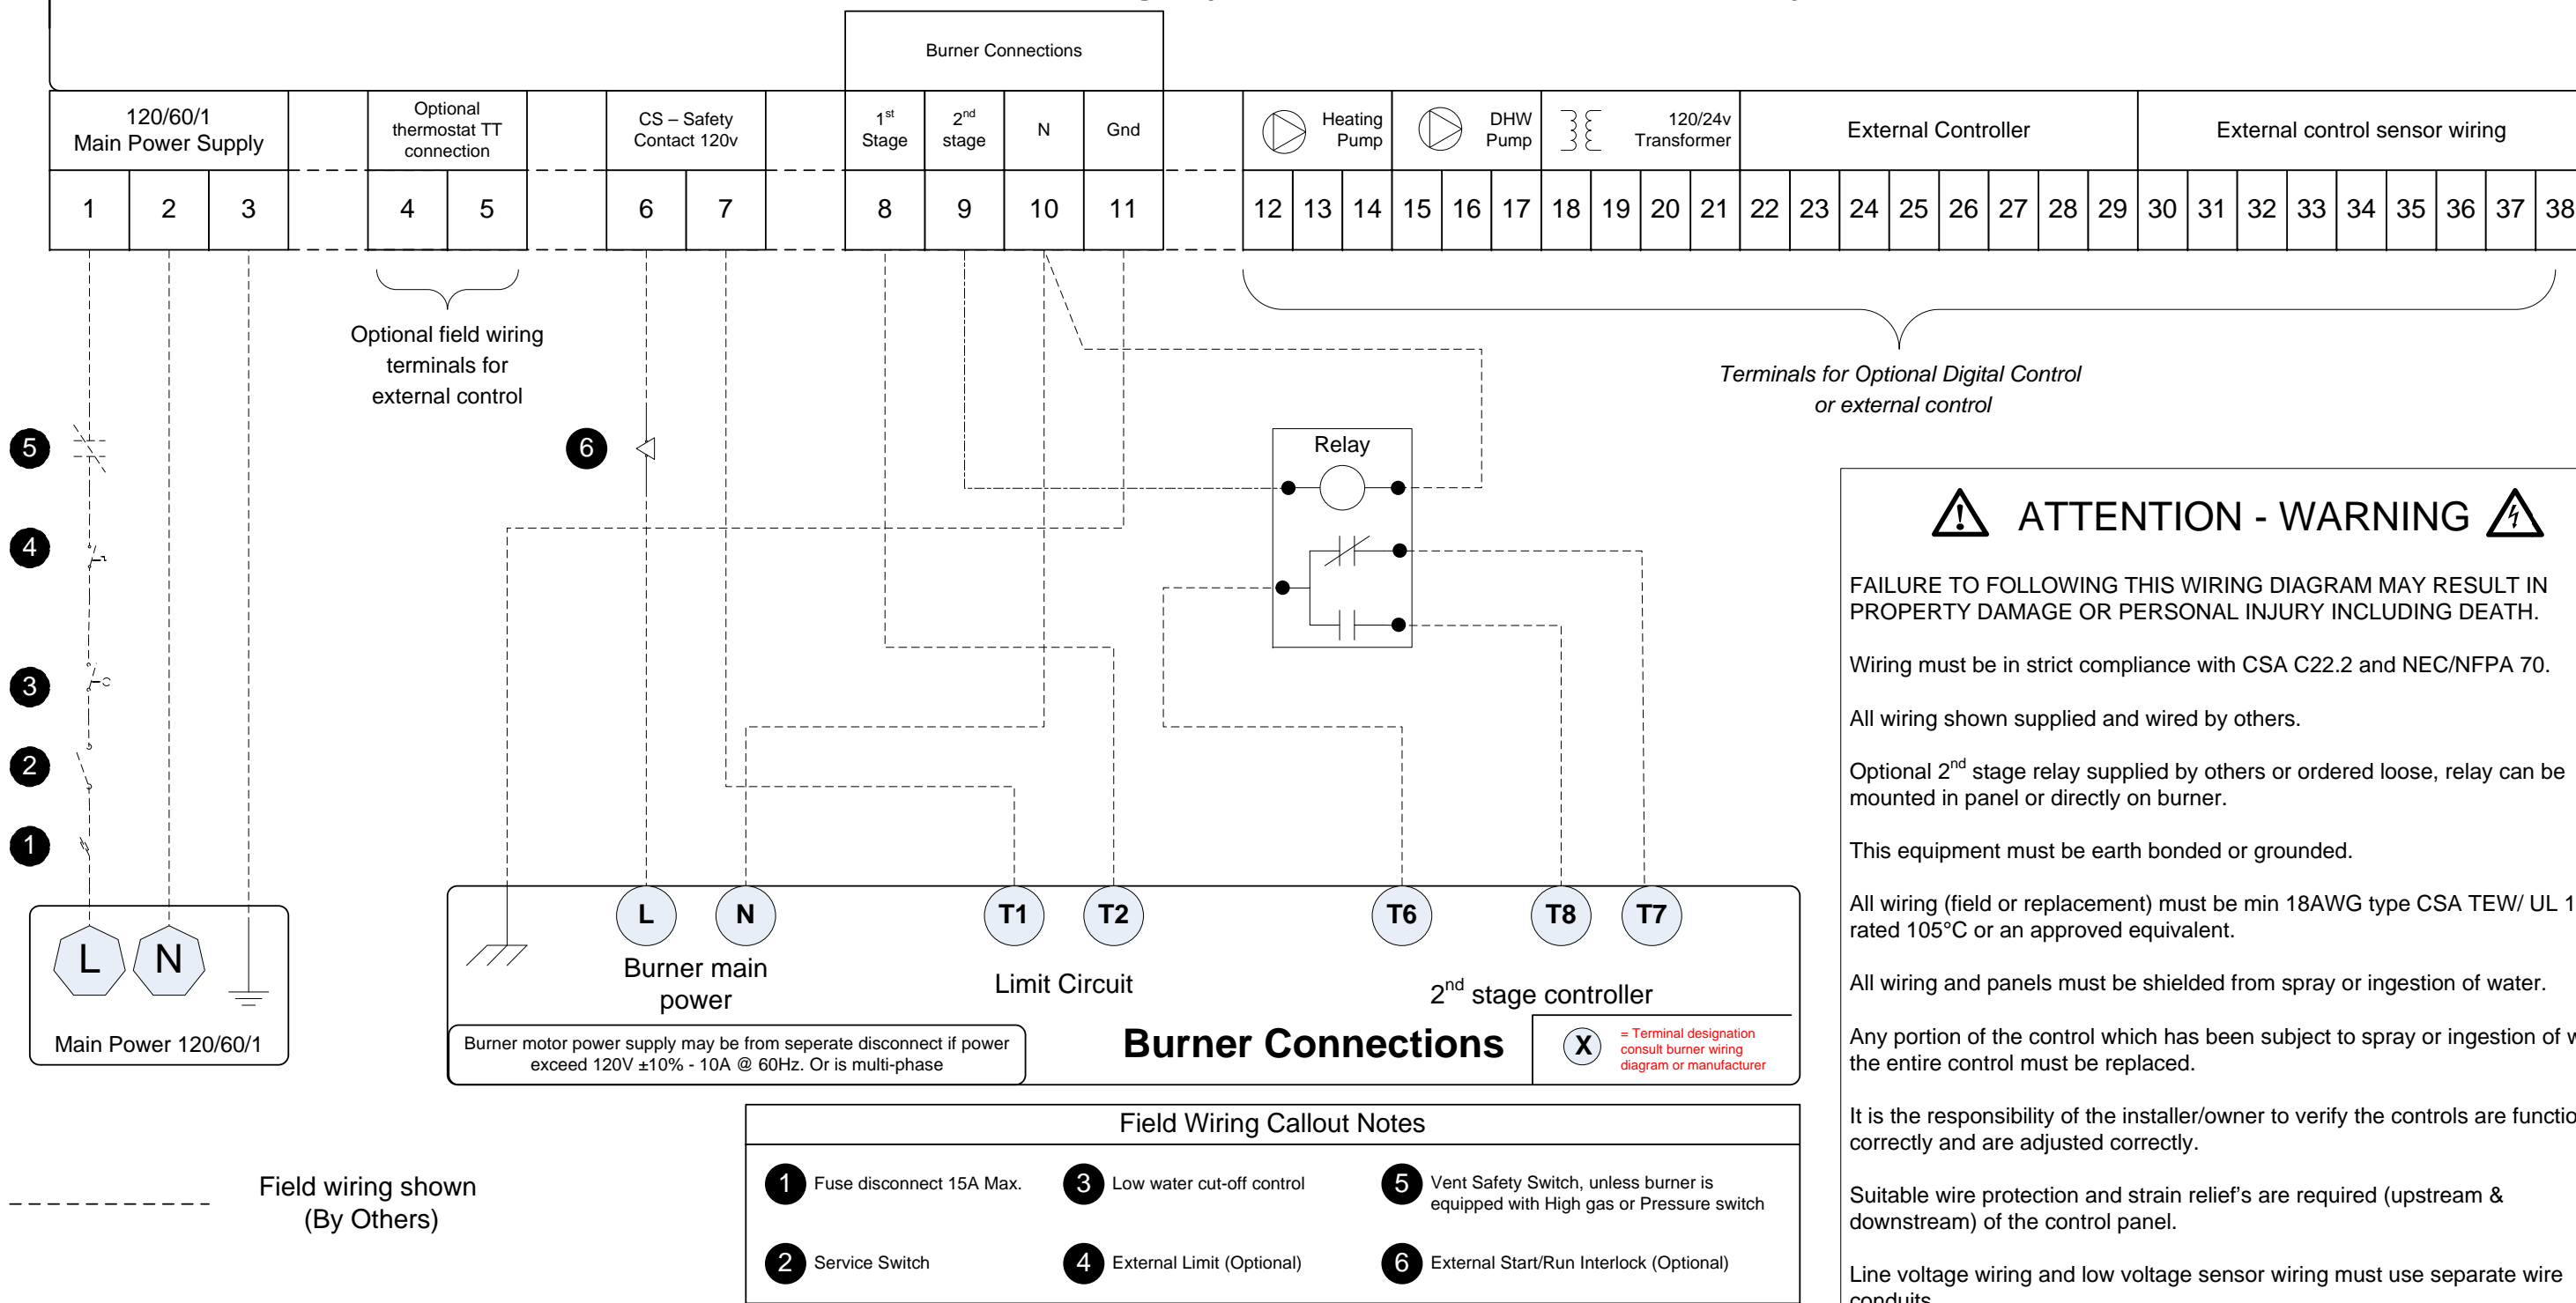 Burner Connections
120/60/1
Main Power Supply
Optional
thermostat TT
connection
CS – Safety
Contact 120v
1st
Stage
2nd
stage
N
Gnd
Heating
Pump
DHW
Pump
120/24v
Transformer
External Controller
External control sensor wiring
1 2 3 4 5 6 7 8 9 10 11 12 13 14 15 16 17 18 19 20 21 22 23 24 25 26 27 28 29 30 31 32 33 34 35 36 37 38
Optional field wiring
terminals for
external control
Terminals for Optional Digital Control
or external control
5
6
4
3
2
1
Relay
L N
Main Power 120/60/1
L N T1 T2 T6 T8 T7
Burner main
power
Limit Circuit
2nd stage controller
Burner motor power supply may be from seperate disconnect if power
exceed 120V ±10% - 10A @ 60Hz. Or is multi-phase
Burner Connections
X
= Terminal designation
consult burner wiring
diagram or manufacturer
Field wiring shown
(By Others)
Field Wiring Callout Notes
1 Fuse disconnect 15A Max.
3 Low water cut-off control
5 Vent Safety Switch, unless burner is
equipped with High gas or Pressure switch
2 Service Switch
4 External Limit (Optional)
6 External Start/Run Interlock (Optional)
ATTENTION - WARNING
FAILURE TO FOLLOWING THIS WIRING DIAGRAM MAY RESULT IN
PROPERTY DAMAGE OR PERSONAL INJURY INCLUDING DEATH.
Wiring must be in strict compliance with CSA C22.2 and NEC/NFPA 70.
All wiring shown supplied and wired by others.
Optional 2nd stage relay supplied by others or ordered loose, relay can be
mounted in panel or directly on burner.
This equipment must be earth bonded or grounded.
All wiring (field or replacement) must be min 18AWG type CSA TEW/ UL
rated 105°C or an approved equivalent.
All wiring and panels must be shielded from spray or ingestion of water.
Any portion of the control which has been subject to spray or ingestion of
the entire control must be replaced.
It is the responsibility of the installer/owner to verify the controls are
correctly and are adjusted correctly.
Suitable wire protection and strain relief's are required (upstream &
downstream) of the control panel.
Line voltage wiring and low voltage sensor wiring must use separate wire
conduits